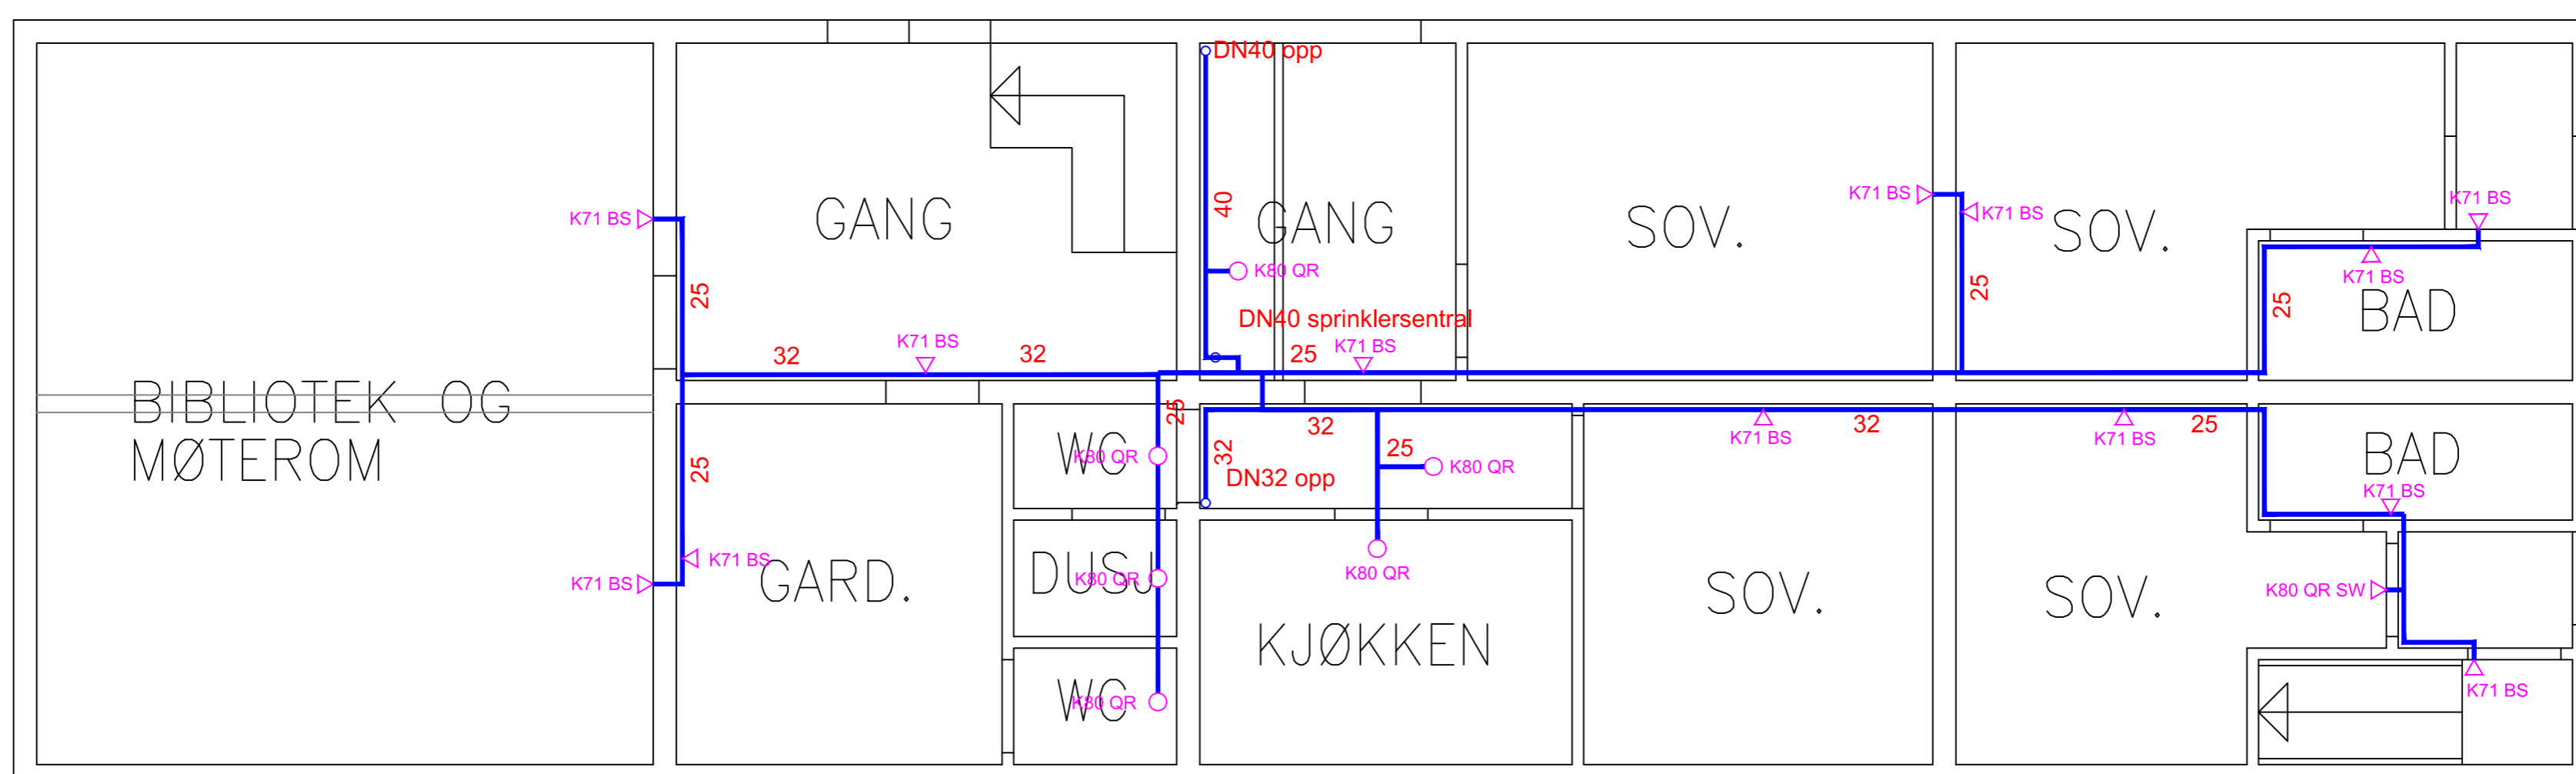 DN40 opp
K71 BS
K71 BS
K71 BS
K71 BS
GANG
40
GANG
SOV.
SOV.
K80 QR
K71 BS
25
25
25
BAD
DN40 sprinklersentral
32
K71 BS
32
25
K71 BS
BIBLIOTEK OG
MØTEROM
25
WC
K80 QR
32
32
K71 BS
32
K71 BS
25
25
25
K80 QR
BAD
DN32 opp
K71 BS
K71 BS
K71 BS
GARD.
DUSJ
K80 QR
K80 QR
SOV.
SOV.
K80 QR SW
KJØKKEN
WC
K80 QR
K71 BS